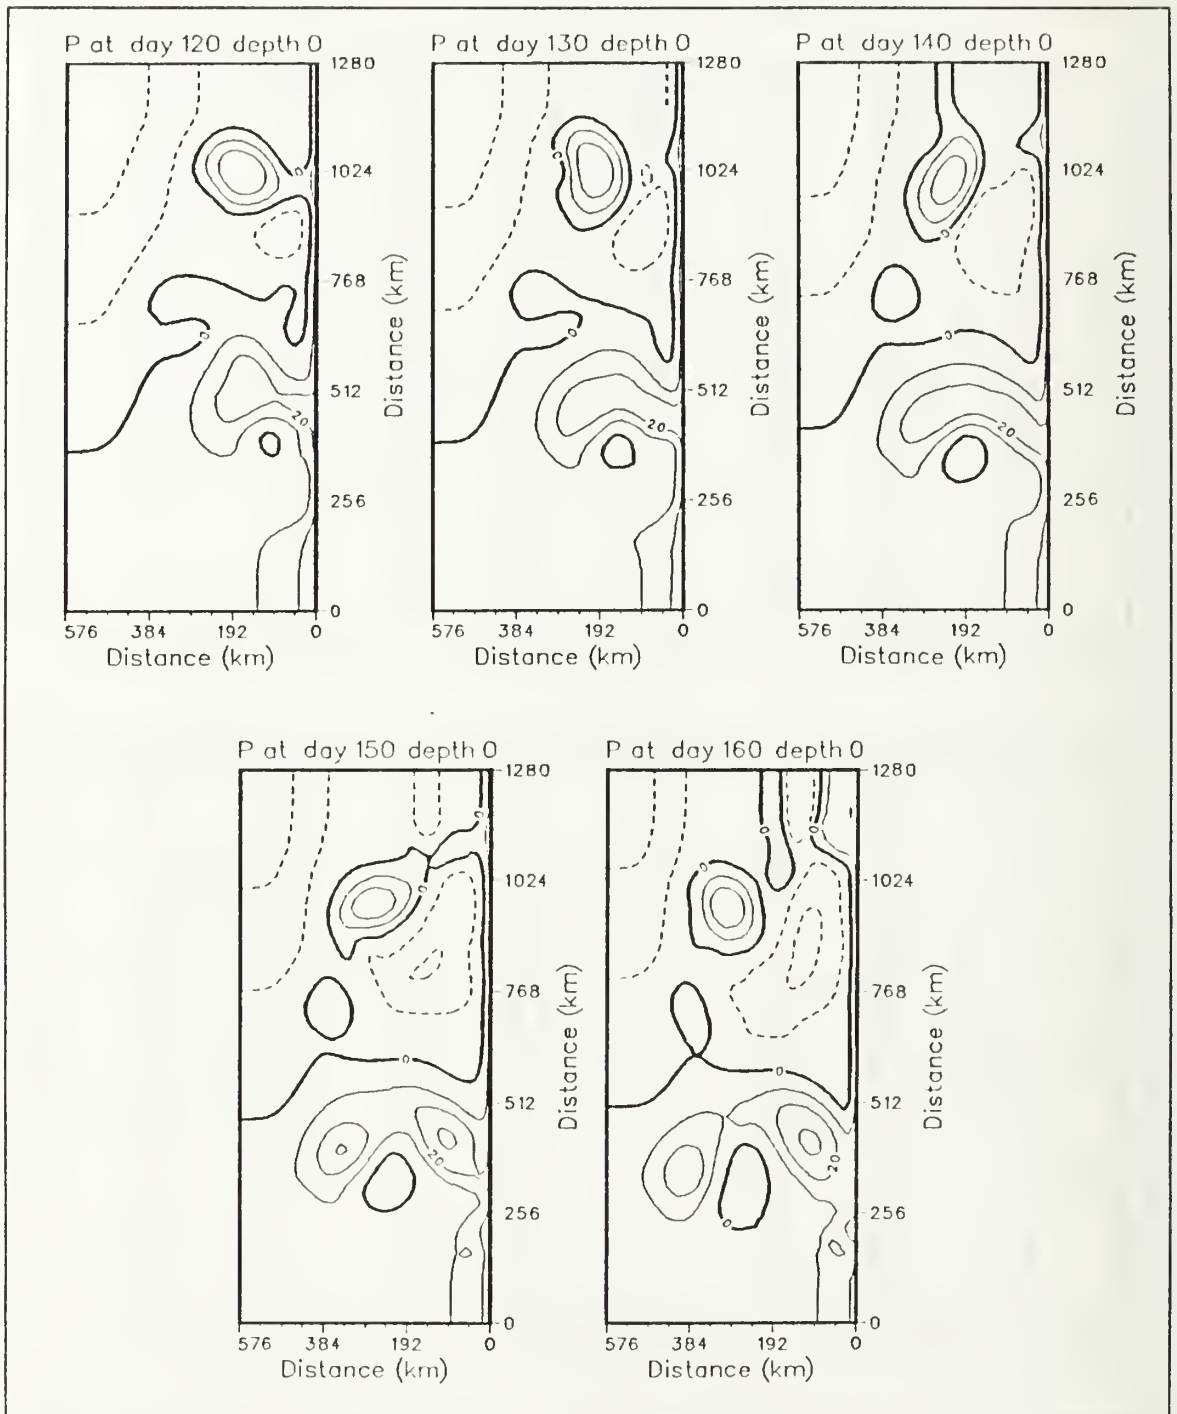 P at day 120 depth 0
P at day 130 depth 0
P at day 140 depth 0
1280
1024
768
512
256
0
Distance (km)
0
0
20
576 384 192 0
Distance (km)
1280
1024
768
512
256
0
Distance (km)
0
0
20
576 384 192 0
Distance (km)
1280
1024
768
512
256
0
Distance (km)
0
0
20
576 384 192 0
Distance (km)
P at day 150 depth 0
P at day 160 depth 0
1280
1024
768
512
256
0
Distance (km)
0
0
0
20
576 384 192 0
Distance (km)
1280
1024
768
512
256
0
Distance (km)
0
0
0
0
20
0
576 384 192 0
Distance (km)